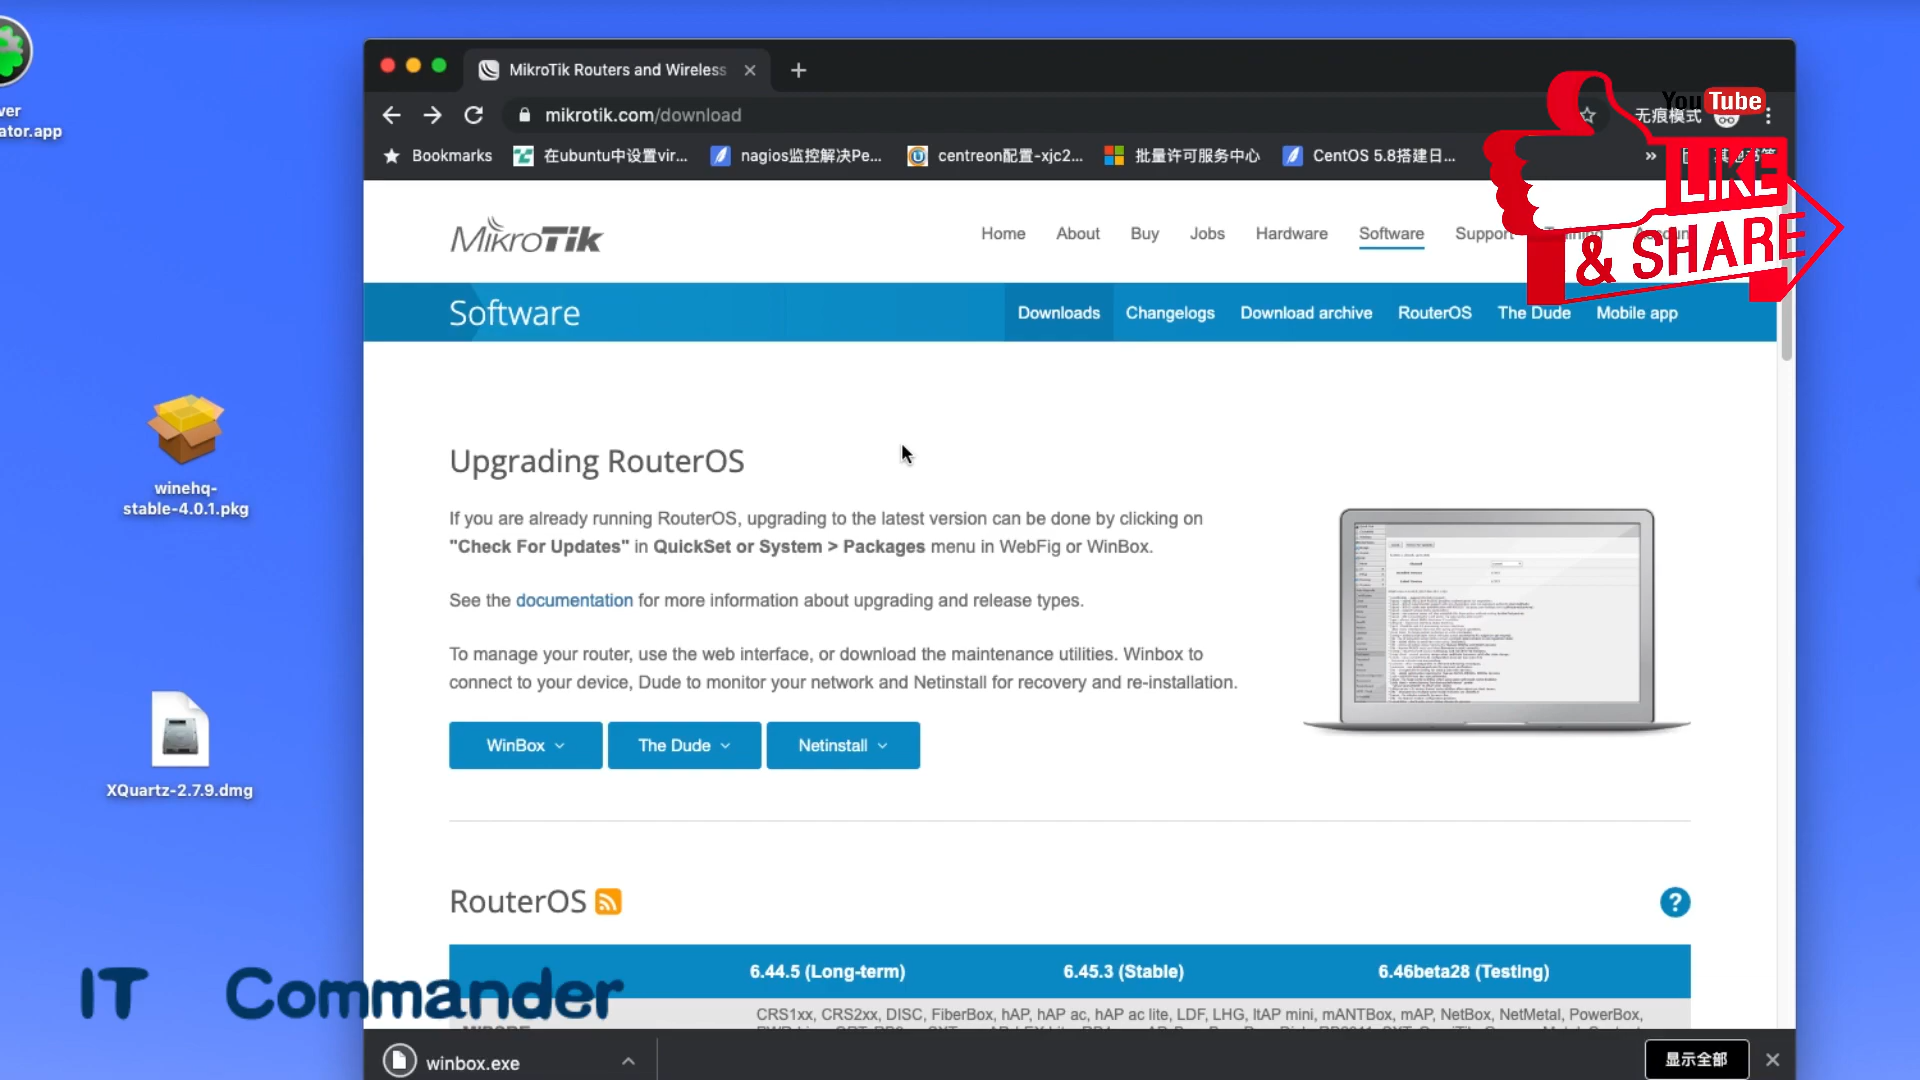 ver
ator.app
winehq-
stable-4.0.1.pkg
XQuartz-2.7.9.dmg
MikroTik Routers and Wireless
mikrotik.com/download
无痕模式
Bookmarks
在ubuntu中设置vir...
nagios监控解决Pe...
centreon配置-xjc2...
批量许可服务中心
CentOS 5.8搭建日...
»
YouTube
LIKE
& SHARE
MikroTik
Home About Buy Jobs Hardware Software Support Training Account
Software
Downloads Changelogs Download archive RouterOS The Dude Mobile app
Upgrading RouterOS
If you are already running RouterOS, upgrading to the latest version can be done by clicking on
"Check For Updates" in QuickSet or System > Packages menu in WebFig or WinBox.
See the documentation for more information about upgrading and release types.
To manage your router, use the web interface, or download the maintenance utilities. Winbox to
connect to your device, Dude to monitor your network and Netinstall for recovery and re-installation.
WinBox The Dude Netinstall
RouterOS
?
6.44.5 (Long-term) 6.45.3 (Stable) 6.46beta28 (Testing)
CRS1xx, CRS2xx, DISC, FiberBox, hAP, hAP ac, hAP ac lite, LDF, LHG, ltAP mini, mANTBox, mAP, NetBox, NetMetal, PowerBox,
IT Commander
winbox.exe
显示全部